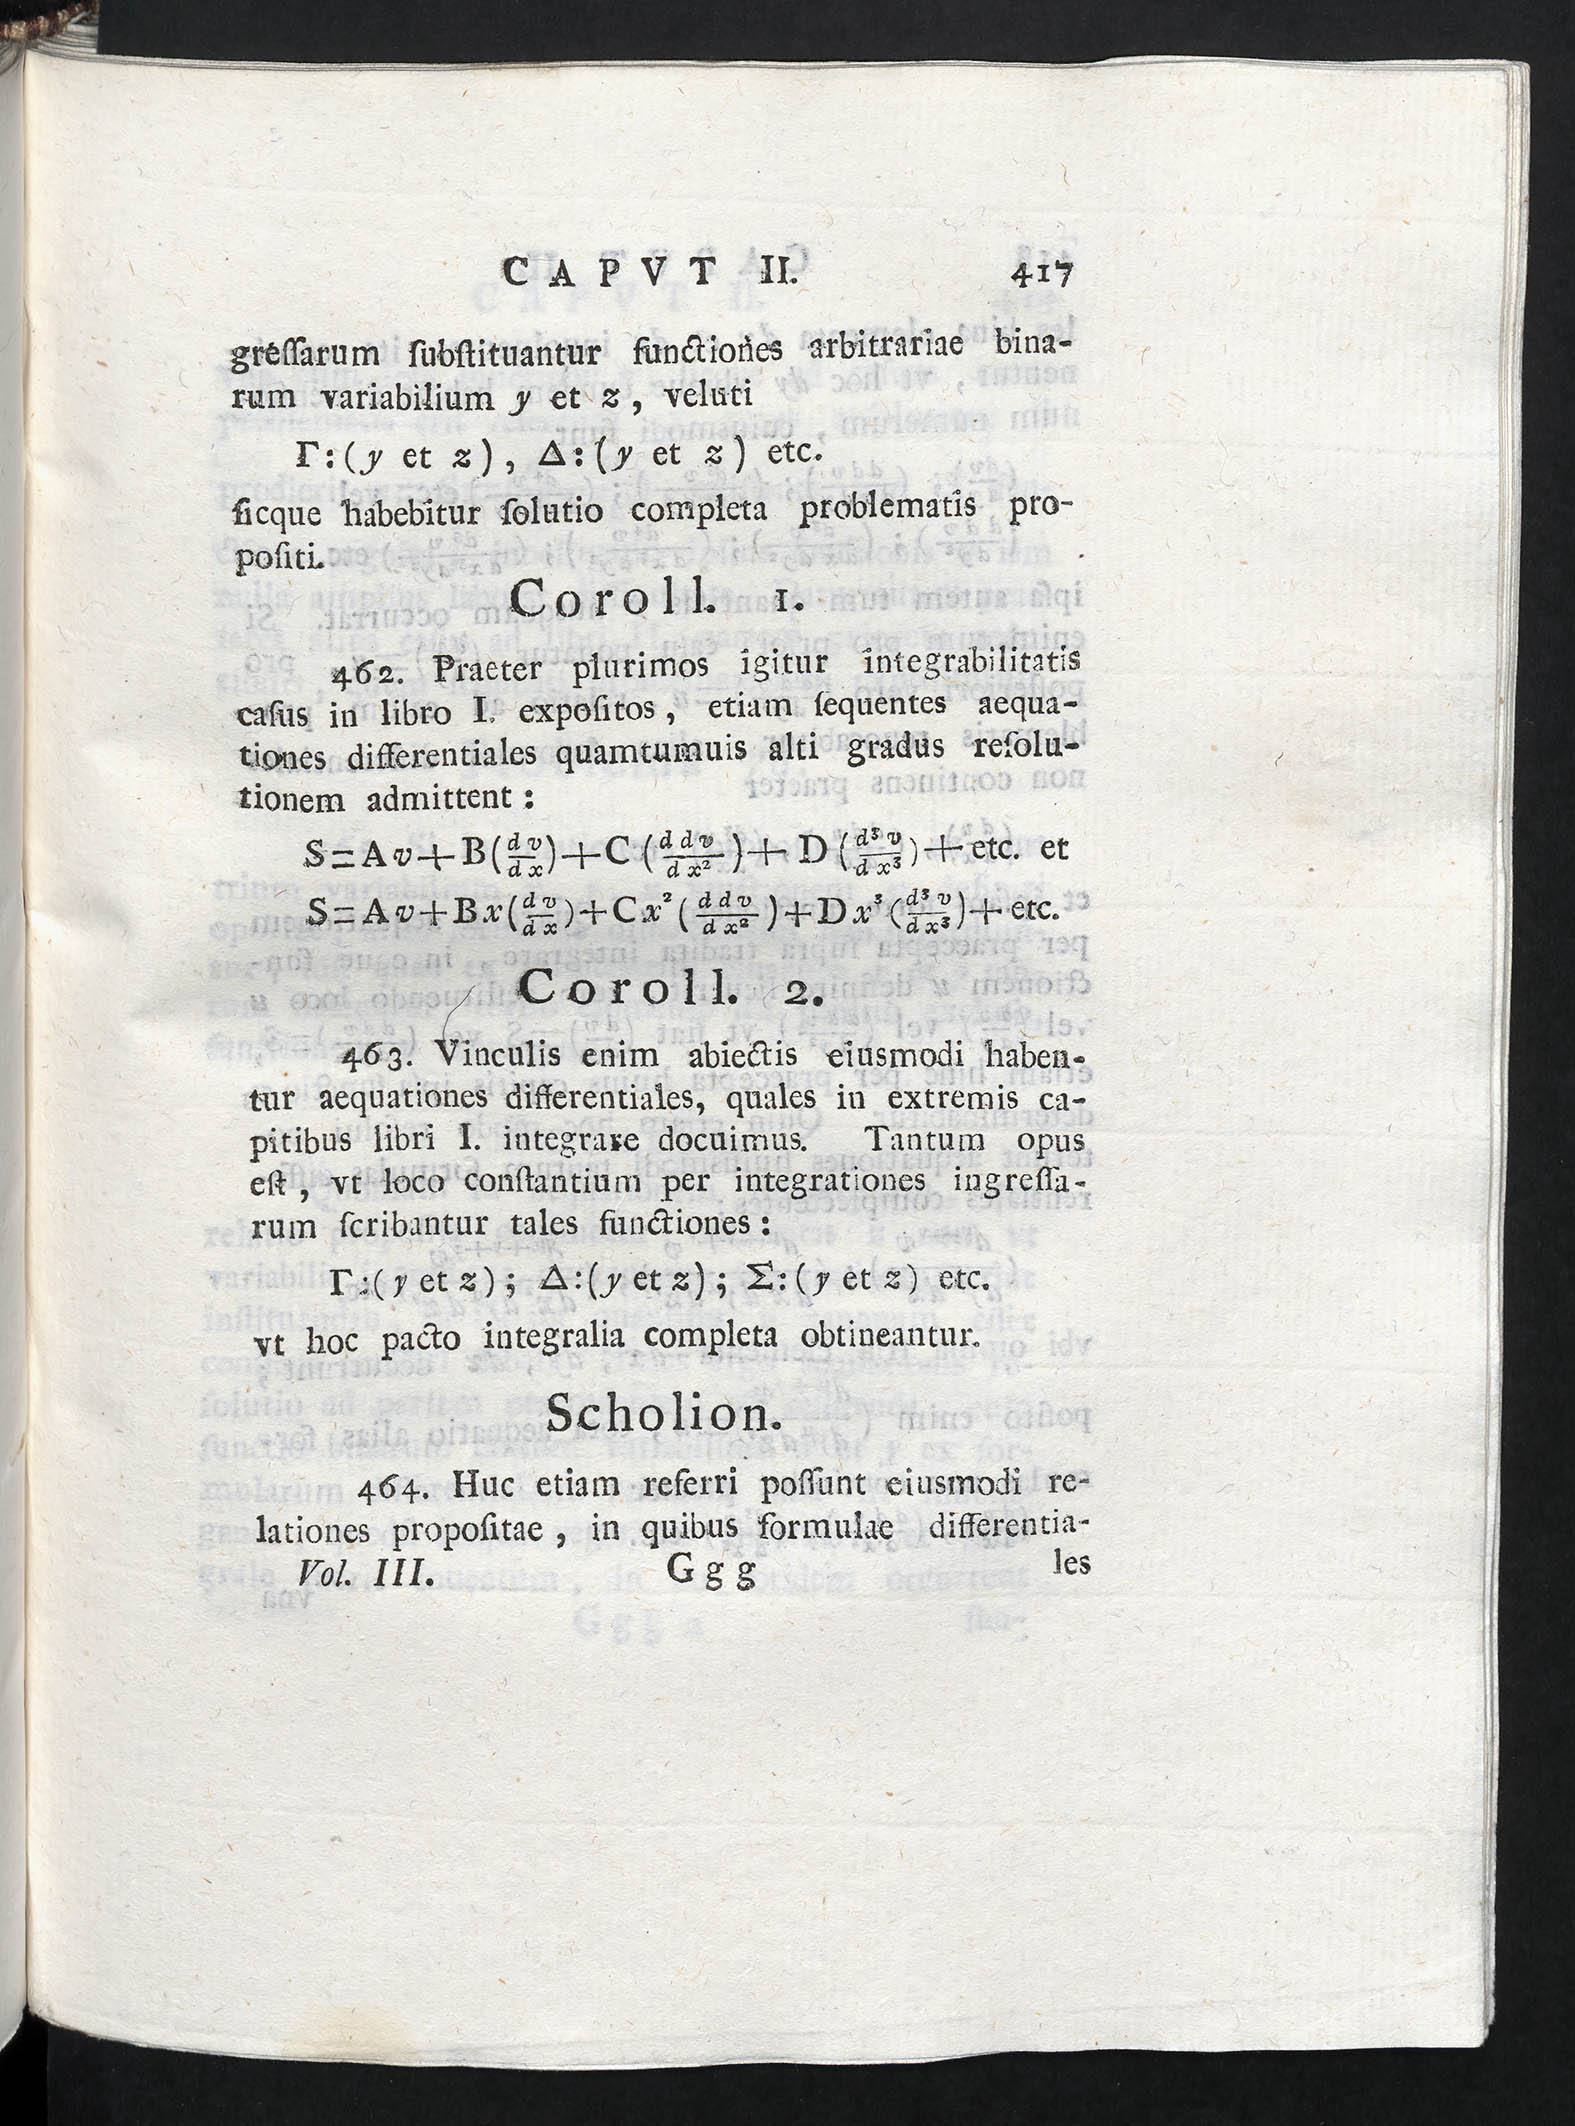 CAPVT II. 417
greſſarum ſubſtituantur functiones arbitrariae bina-
rum variabilium y et z, veluti
Γ:(y et z), Δ:(y et z) etc.
ſicque habebitur ſolutio completa problematis pro-
poſiti.
Coroll. 1.
462. Praeter plurimos igitur integrabilitatis
caſus in libro I. expoſitos, etiam ſequentes aequa-
tiones differentiales quamtumuis alti gradus reſolu-
tionem admittent:
S=Av+B(dv/dx)+C(ddv/dx²)+D(d³v/dx³)+etc. et
S=Av+Bx(dv/dx)+Cx²(ddv/dx²)+Dx³(d³v/dx³)+etc.
Coroll. 2.
463. Vinculis enim abiectis eiusmodi haben-
tur aequationes differentiales, quales in extremis ca-
pitibus libri I. integrare docuimus. Tantum opus
eſt, vt loco conſtantium per integrationes ingreſſa-
rum ſcribantur tales functiones:
Γ:(y et z); Δ:(y et z); Σ:(y et z) etc.
vt hoc pacto integralia completa obtineantur.
Scholion.
464. Huc etiam referri poſſunt eiusmodi re-
lationes propoſitae, in quibus formulae differentia-
Vol. III. Ggg les